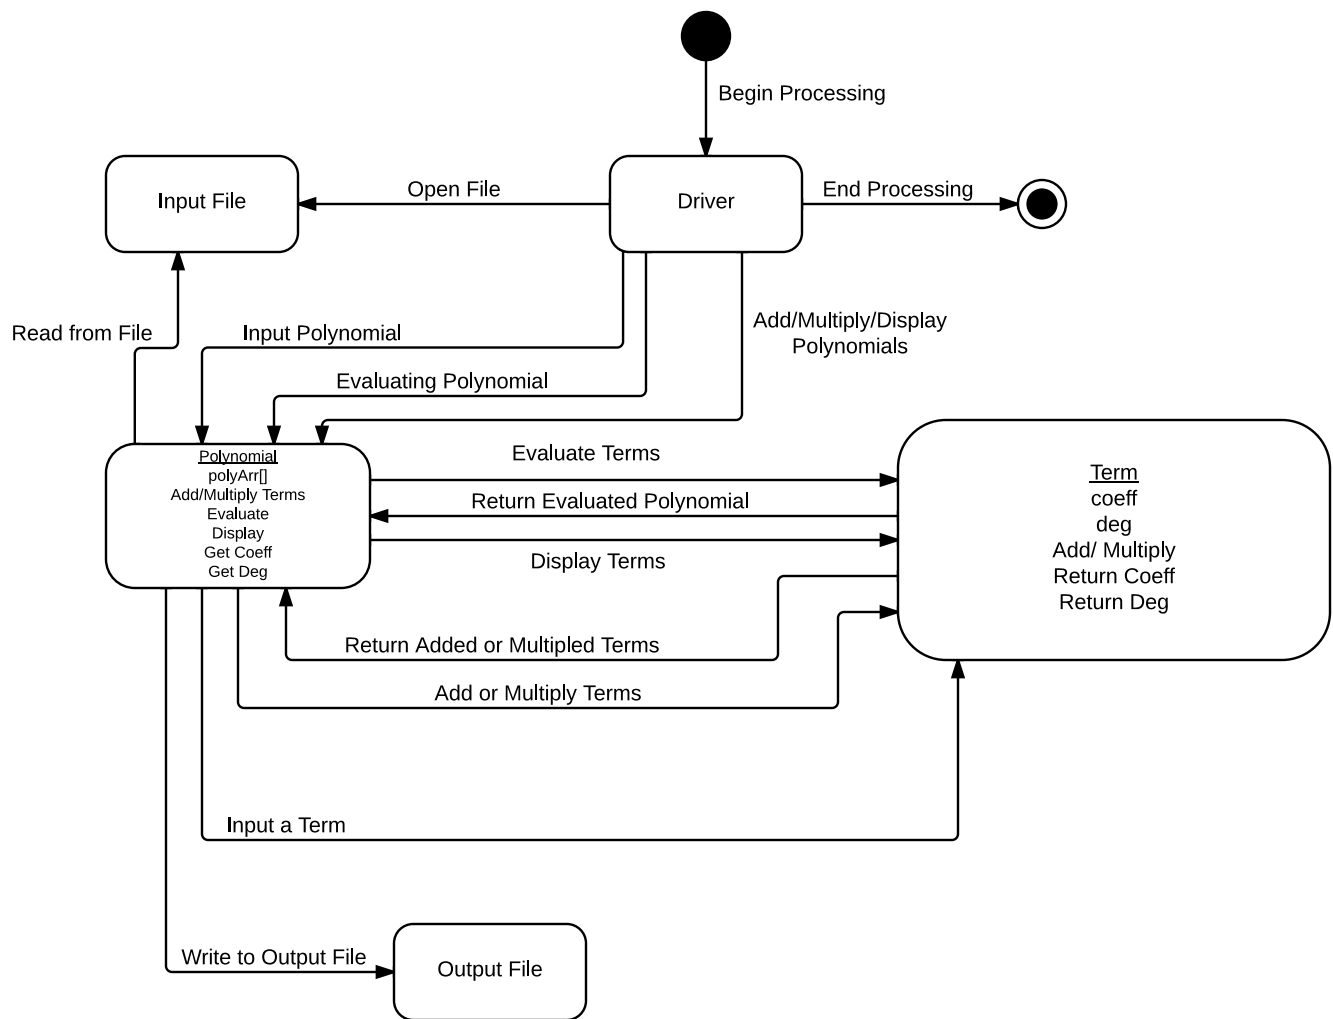 Begin Processing
Input File
Open File
Driver
End Processing
Read from File
Input Polynomial
Add/Multiply/Display
Polynomials
Evaluating Polynomial
Polynomial
polyArr[]
Add/Multiply Terms
Evaluate
Display
Get Coeff
Get Deg
Evaluate Terms
Return Evaluated Polynomial
Display Terms
Term
coeff
deg
Add/ Multiply
Return Coeff
Return Deg
Return Added or Multipled Terms
Add or Multiply Terms
Input a Term
Write to Output File
Output File